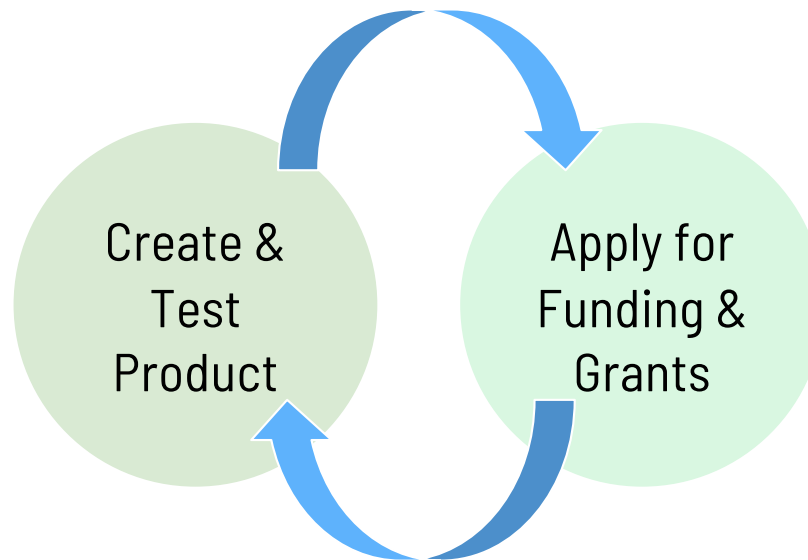 Create &
Test
Product
Apply for
Funding &
Grants